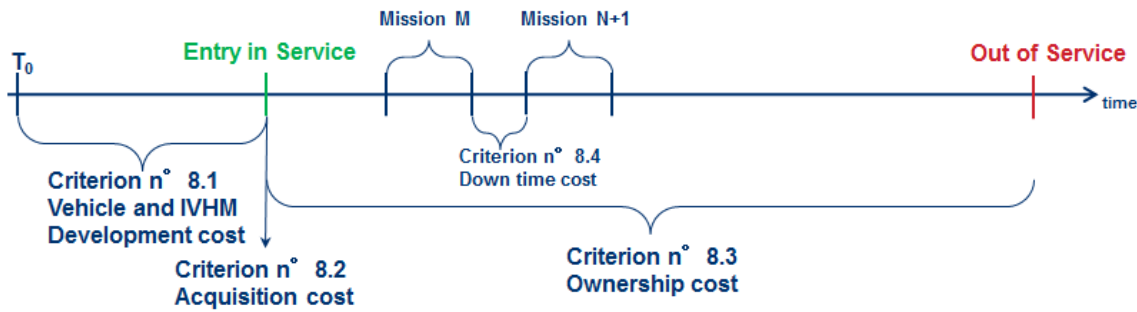 Mission M
Mission N+1
T0
Entry in Service
Out of Service
time
Criterion n° 8.4
Down time cost
Criterion n° 8.1
Vehicle and IVHM
Development cost
Criterion n° 8.2
Acquisition cost
Criterion n° 8.3
Ownership cost